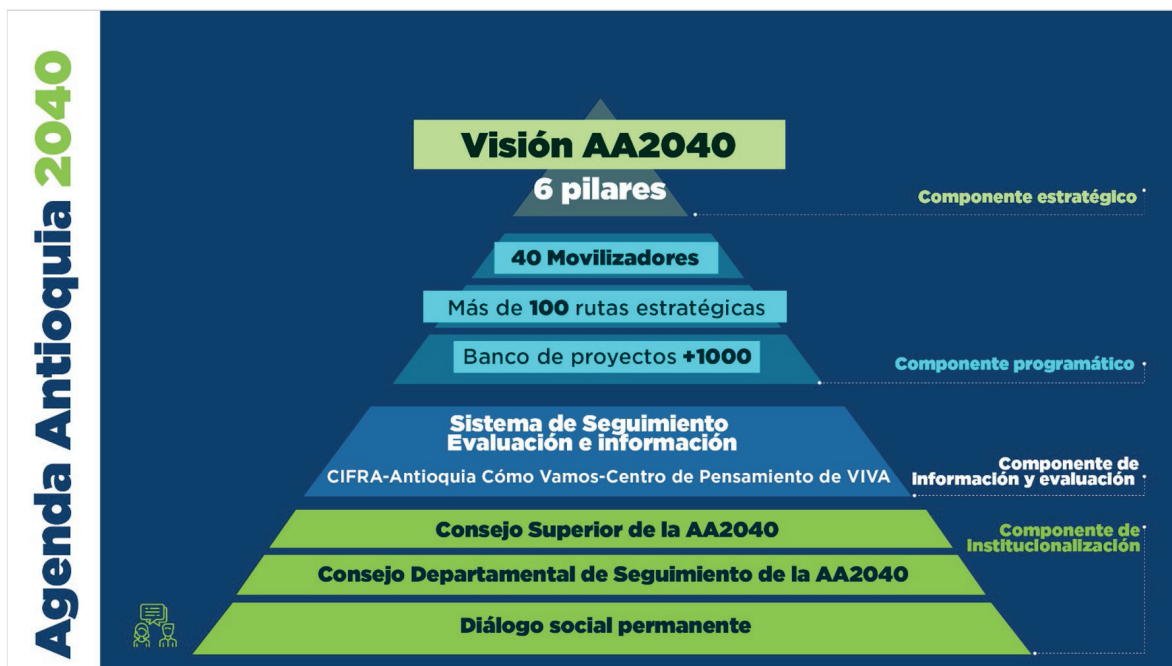 Agenda Antioquia 2040
Visión AA2040
6 pilares
Componente estratégico
40 Movilizadores
Más de 100 rutas estratégicas
Banco de proyectos +1000
Componente programático
Sistema de Seguimiento
Evaluación e información
CIFRA-Antioquia Cómo Vamos-Centro de Pensamiento de VIVA
Componente de
Información y evaluación
Consejo Superior de la AA2040
Componente de
Institucionalización
Consejo Departamental de Seguimiento de la AA2040
Diálogo social permanente